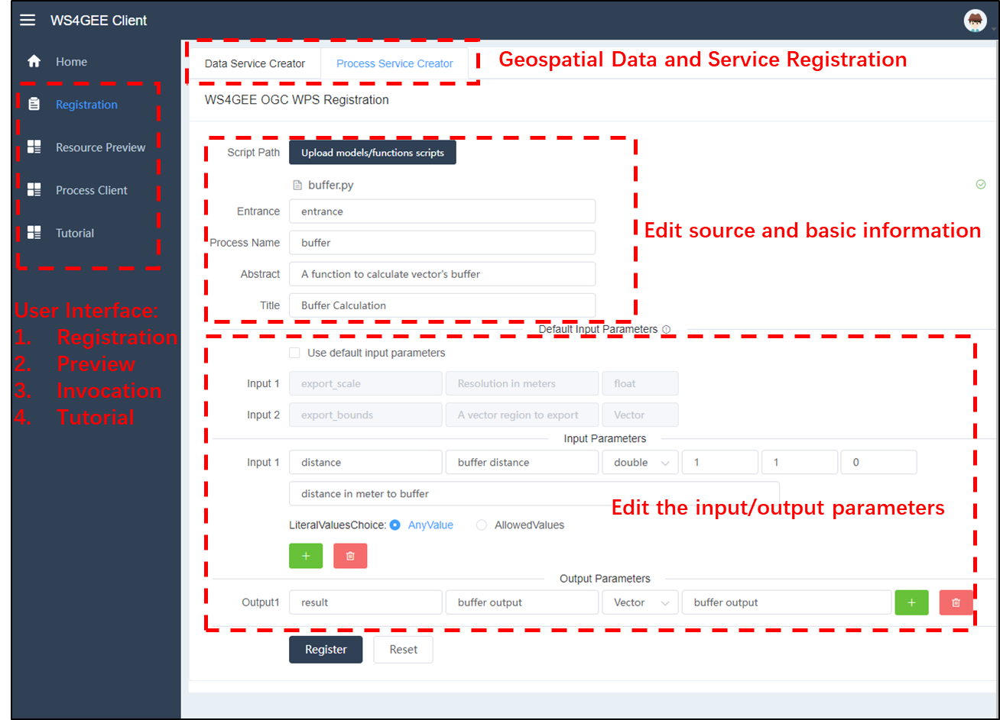 WS4GEE Client
Home
Registration
Resource Preview
Process Client
Tutorial
User Interface:
1. Registration
2. Preview
3. Invocation
4. Tutorial
Data Service Creator Process Service Creator
Geospatial Data and Service Registration
WS4GEE OGC WPS Registration
Script Path Upload models/functions scripts
buffer.py
Entrance entrance
Process Name buffer
Abstract A function to calculate vector's buffer
Title Buffer Calculation
Edit source and basic information
Default Input Parameters
Use default input parameters
Input 1 export_scale Resolution in meters float
Input 2 export_bounds A vector region to export Vector
Input Parameters
Input 1 distance buffer distance double 1 1 0
distance in meter to buffer
Edit the input/output parameters
LiteralValuesChoice: AnyValue AllowedValues
+
Output Parameters
Output1 result buffer output Vector buffer output +
Register Reset